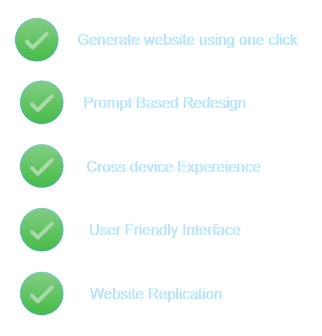 Generate website using one click
Prompt Based Redesign
Cross device Expereience
User Friendly Interface
Website Replication